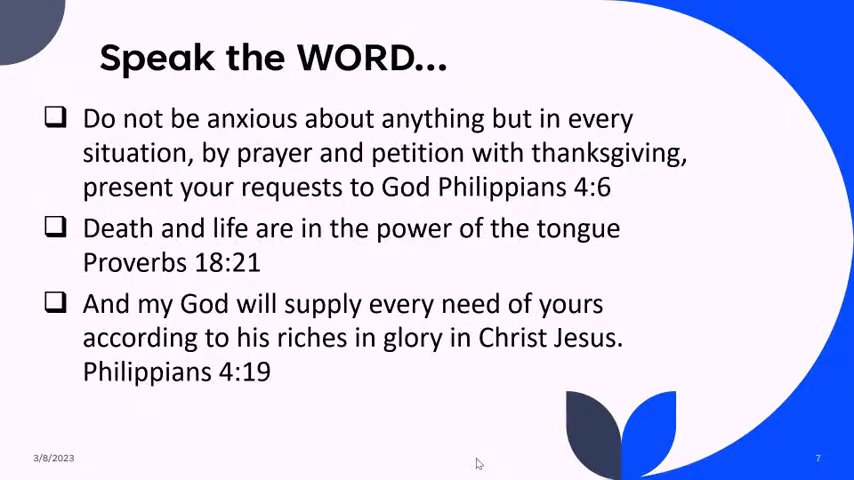 Speak the WORD...
Do not be anxious about anything but in every
situation, by prayer and petition with thanksgiving,
present your requests to God Philippians 4:6
Death and life are in the power of the tongue
Proverbs 18:21
And my God will supply every need of yours
according to his riches in glory in Christ Jesus.
Philippians 4:19
3/8/2023
7